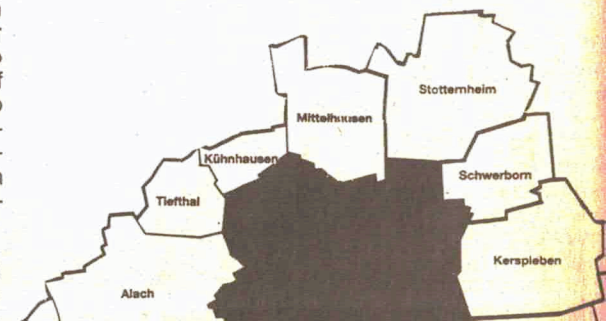 Stotternheim
Mittelhausen
Kühnhausen
Schwerborn
Tiefthal
Kerspleben
Alach